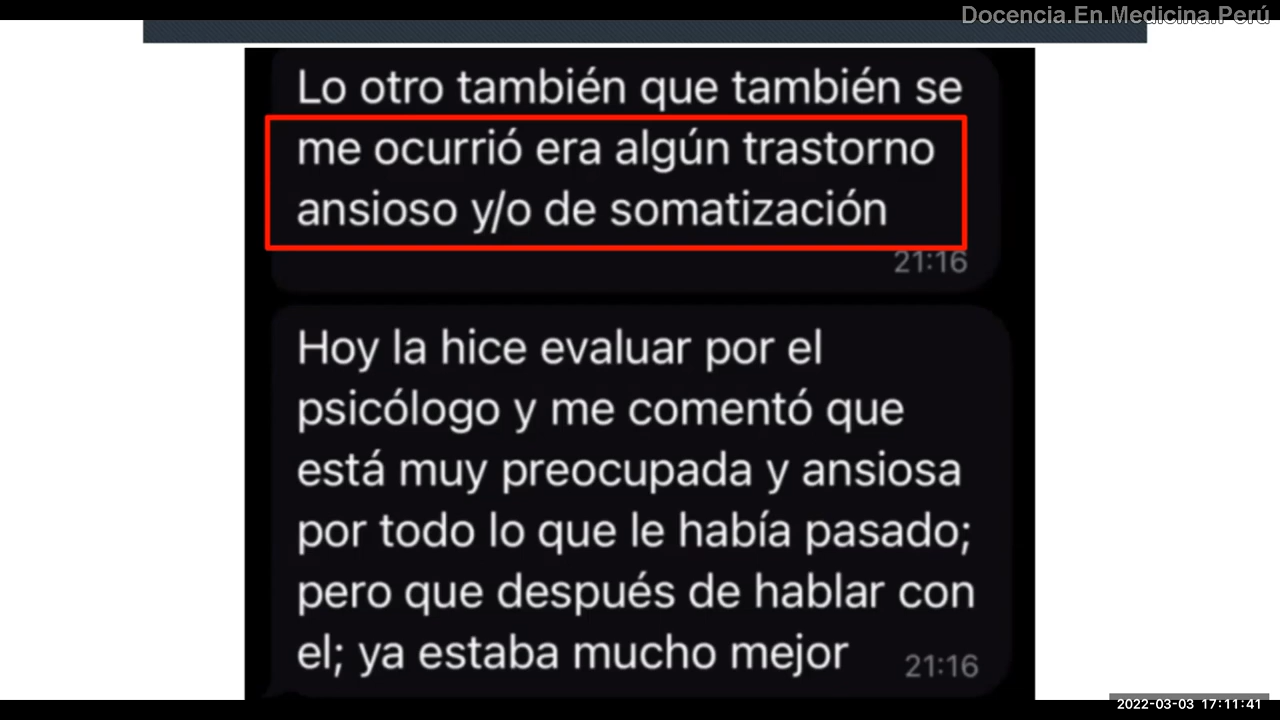 Docencia.En.Medicina.Perú
Lo otro también que también se
me ocurrió era algún trastorno
ansioso y/o de somatización
21:16
Hoy la hice evaluar por el
psicólogo y me comentó que
está muy preocupada y ansiosa
por todo lo que le había pasado;
pero que después de hablar con
el; ya estaba mucho mejor
21:16
2022-03-03 17:11:41